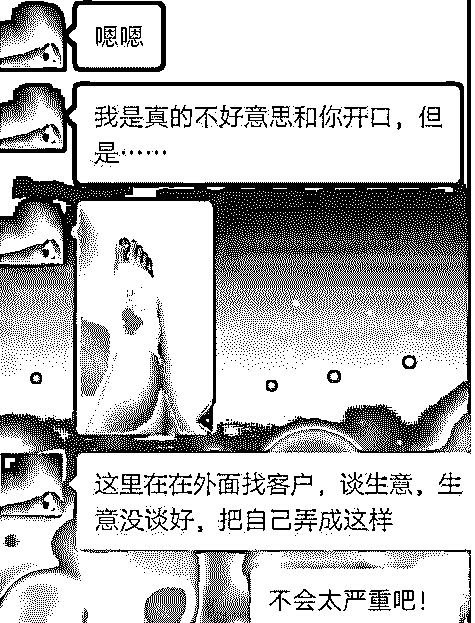 嗯嗯
我是真的不好意思和你开口，但
是……
这里在在外面找客户，谈生意，生
意没谈好，把自己弄成这样
不会太严重吧！